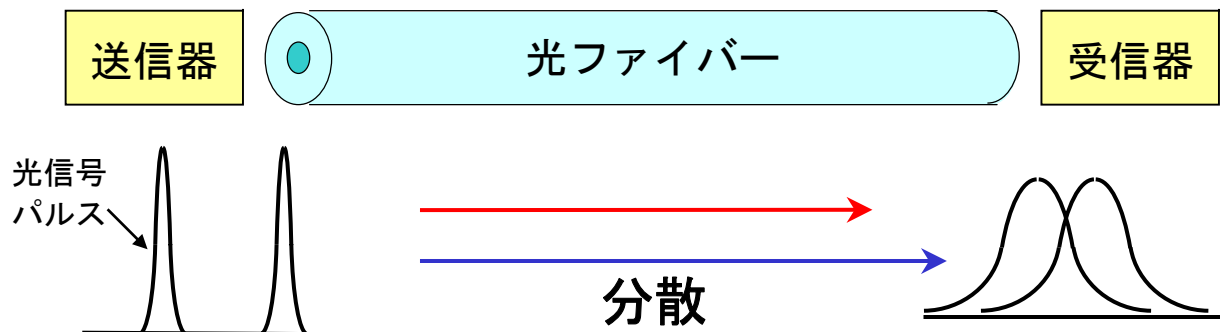 送信器
光ファイバー
受信器
光信号
パルス
分散